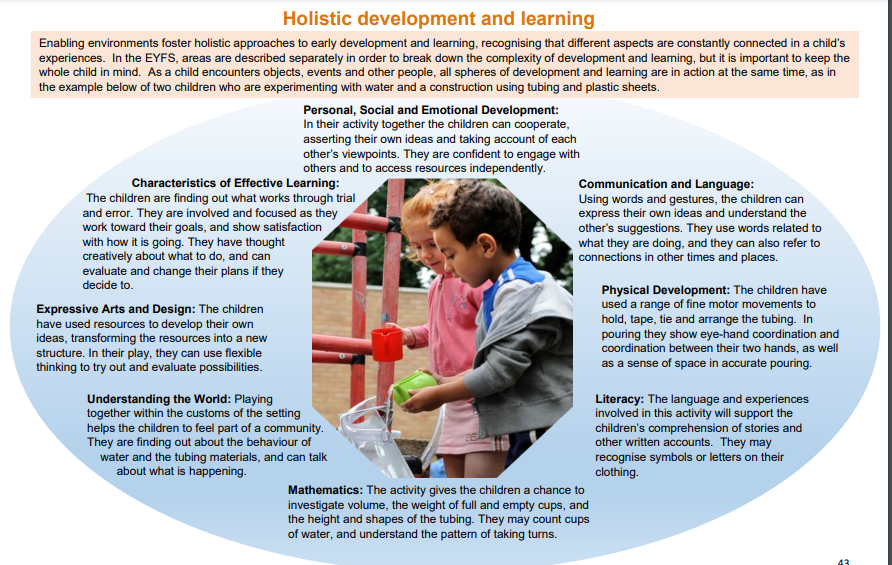 Holistic development and learning
Enabling environments foster holistic approaches to early development and learning, recognising that different aspects are constantly connected in a child's
experiences. In the EYFS, areas are described separately in order to break down the complexity of development and learning, but it is important to keep the
whole child in mind. As a child encounters objects, events and other people, all spheres of development and learning are in action at the same time, as in
the example below of two children who are experimenting with water and a construction using tubing and plastic sheets.
Personal, Social and Emotional Development:
In their activity together the children can cooperate,
asserting their own ideas and taking account of each
other's viewpoints. They are confident to engage with
others and to access resources independently.
Characteristics of Effective Learning:
The children are finding out what works through trial
and error. They are involved and focused as they
work toward their goals, and show satisfaction
with how it is going. They have thought
creatively about what to do, and can
evaluate and change their plans if they
decide to.
Communication and Language:
Using words and gestures, the children can
express their own ideas and understand the
other's suggestions. They use words related to
what they are doing, and they can also refer to
connections in other times and places.
Expressive Arts and Design: The children
have used resources to develop their own
ideas, transforming the resources into a new
structure. In their play, they can use flexible
thinking to try out and evaluate possibilities.
Physical Development: The children have
used a range of fine motor movements to
hold, tape, tie and arrange the tubing. In
pouring they show eye-hand coordination and
coordination between their two hands, as well
as a sense of space in accurate pouring.
Understanding the World: Playing
together within the customs of the setting
helps the children to feel part of a community.
They are finding out about the behaviour of
water and the tubing materials, and can talk
about what is happening.
Literacy: The language and experiences
involved in this activity will support the
children's comprehension of stories and
other written accounts. They may
recognise symbols or letters on their
clothing.
Mathematics: The activity gives the children a chance to
investigate volume, the weight of full and empty cups, and
the height and shapes of the tubing. They may count cups
of water, and understand the pattern of taking turns.
43